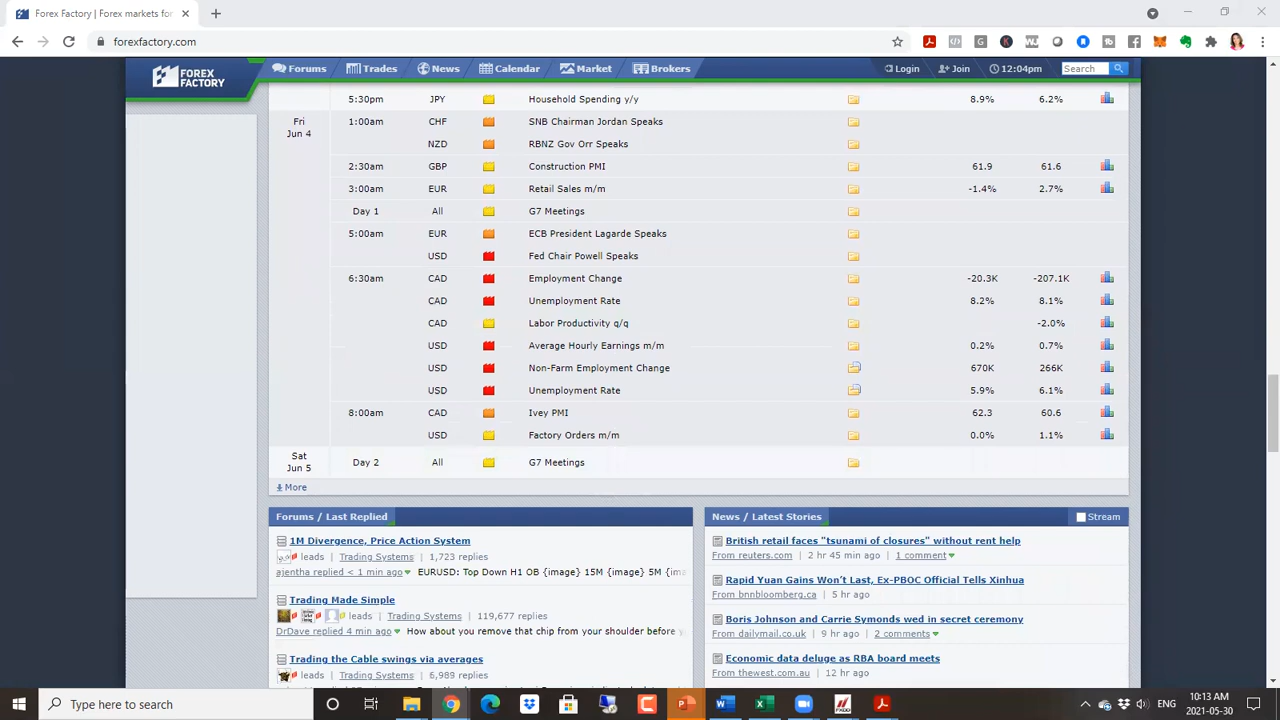 Forex Factory | Forex markets for
forexfactory.com
FOREX FACTORY Forums Trades News Calendar Market Brokers Login Join 12:04pm Search
5:30pm JPY Household Spending y/y 8.9% 6.2%
Fri Jun 4 1:00am CHF SNB Chairman Jordan Speaks
NZD RBNZ Gov Orr Speaks
2:30am GBP Construction PMI 61.9 61.6
3:00am EUR Retail Sales m/m -1.4% 2.7%
Day 1 All G7 Meetings
5:00am EUR ECB President Lagarde Speaks
USD Fed Chair Powell Speaks
6:30am CAD Employment Change -20.3K -207.1K
CAD Unemployment Rate 8.2% 8.1%
CAD Labor Productivity q/q -2.0%
USD Average Hourly Earnings m/m 0.2% 0.7%
USD Non-Farm Employment Change 670K 266K
USD Unemployment Rate 5.9% 6.1%
8:00am CAD Ivey PMI 62.3 60.6
USD Factory Orders m/m 0.0% 1.1%
Sat Jun 5 Day 2 All G7 Meetings
More
Forums / Last Replied
1M Divergence, Price Action System
leads | Trading Systems | 1,723 replies
ajentha replied < 1 min ago EURUSD: Top Down H1 OB {image} 15M {image} 5M
Trading Made Simple
leads | Trading Systems | 119,677 replies
DrDave replied 4 min ago How about you remove that chip from your shoulder before
Trading the Cable swings via averages
leads | Trading Systems | 6,989 replies
News / Latest Stories Stream
British retail faces "tsunami of closures" without rent help
From reuters.com | 2 hr 45 min ago | 1 comment
Rapid Yuan Gains Won't Last, Ex-PBOC Official Tells Xinhua
From bnnbloomberg.ca | 5 hr ago
Boris Johnson and Carrie Symonds wed in secret ceremony
From dailymail.co.uk | 9 hr ago | 2 comments
Economic data deluge as RBA board meets
From thewest.com.au | 12 hr ago
Type here to search
ENG
10:13 AM
2021-05-30